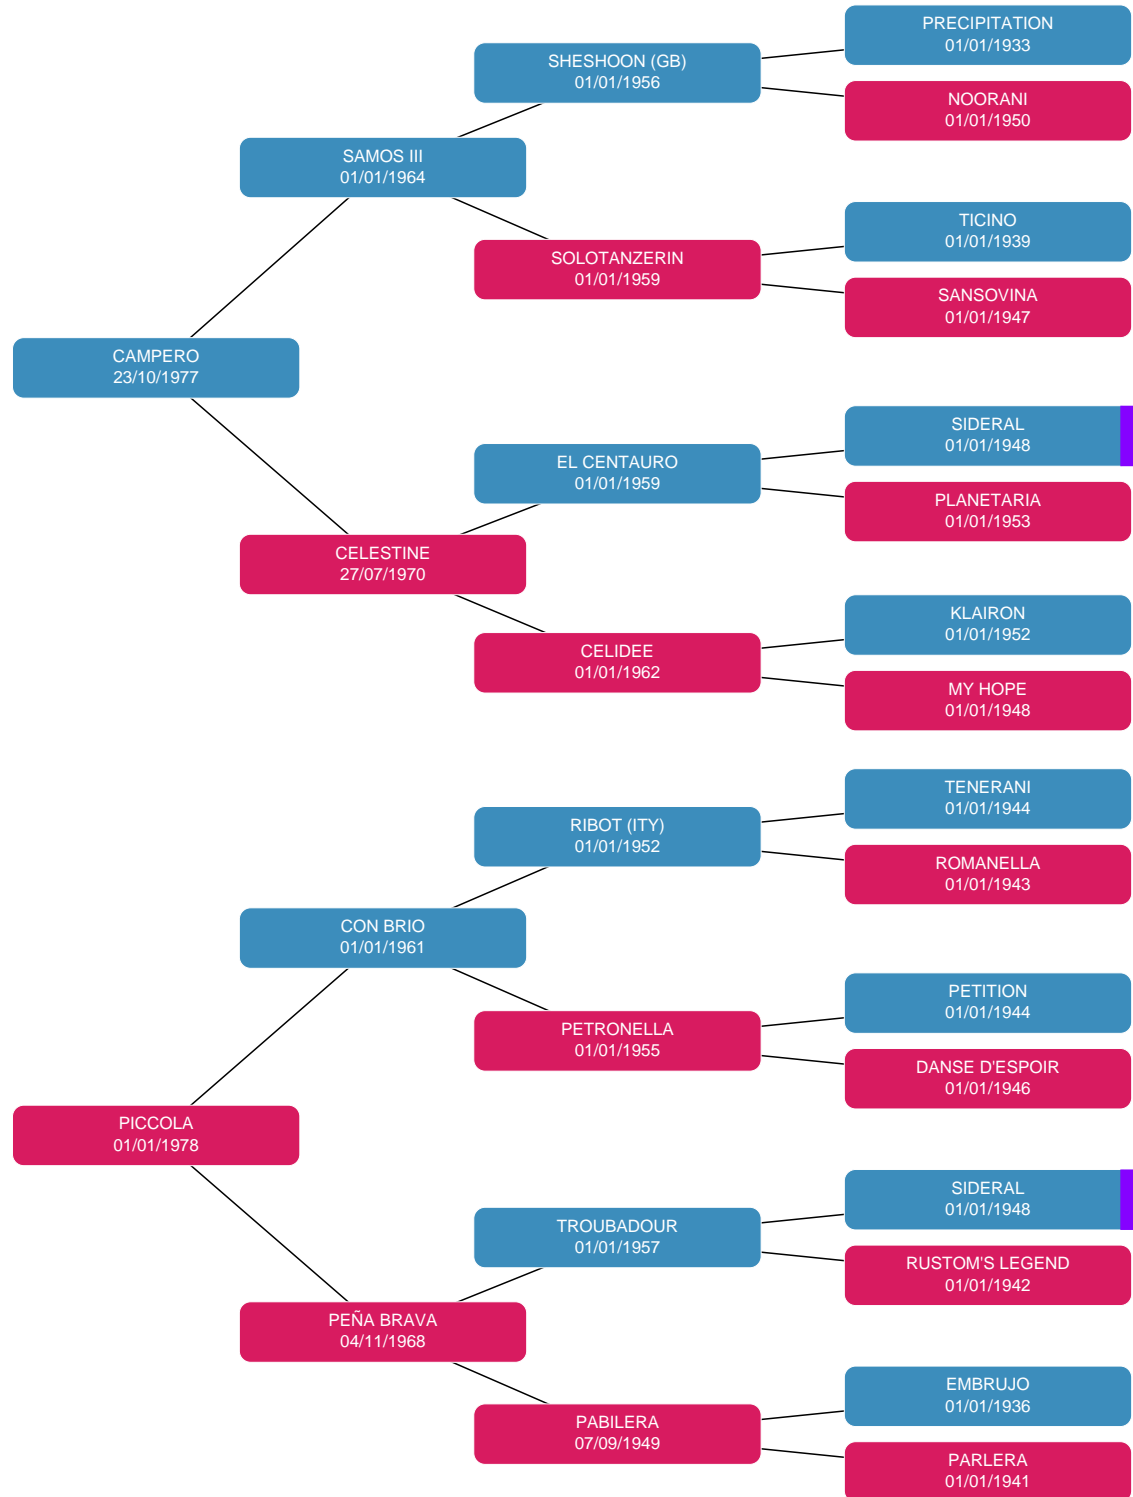 PRECIPITATION
01/01/1933
SHESHOON (GB)
01/01/1956
NOORANI
01/01/1950
SAMOS III
01/01/1964
TICINO
01/01/1939
SOLOTANZERIN
01/01/1959
SANSOVINA
01/01/1947
CAMPERO
23/10/1977
SIDERAL
01/01/1948
EL CENTAURO
01/01/1959
PLANETARIA
01/01/1953
CELESTINE
27/07/1970
KLAIRON
01/01/1952
CELIDEE
01/01/1962
MY HOPE
01/01/1948
TENERANI
01/01/1944
RIBOT (ITY)
01/01/1952
ROMANELLA
01/01/1943
CON BRIO
01/01/1961
PETITION
01/01/1944
PETRONELLA
01/01/1955
DANSE D'ESPOIR
01/01/1946
PICCOLA
01/01/1978
SIDERAL
01/01/1948
TROUBADOUR
01/01/1957
RUSTOM'S LEGEND
01/01/1942
PEÑA BRAVA
04/11/1968
EMBRUJO
01/01/1936
PABILERA
07/09/1949
PARLERA
01/01/1941